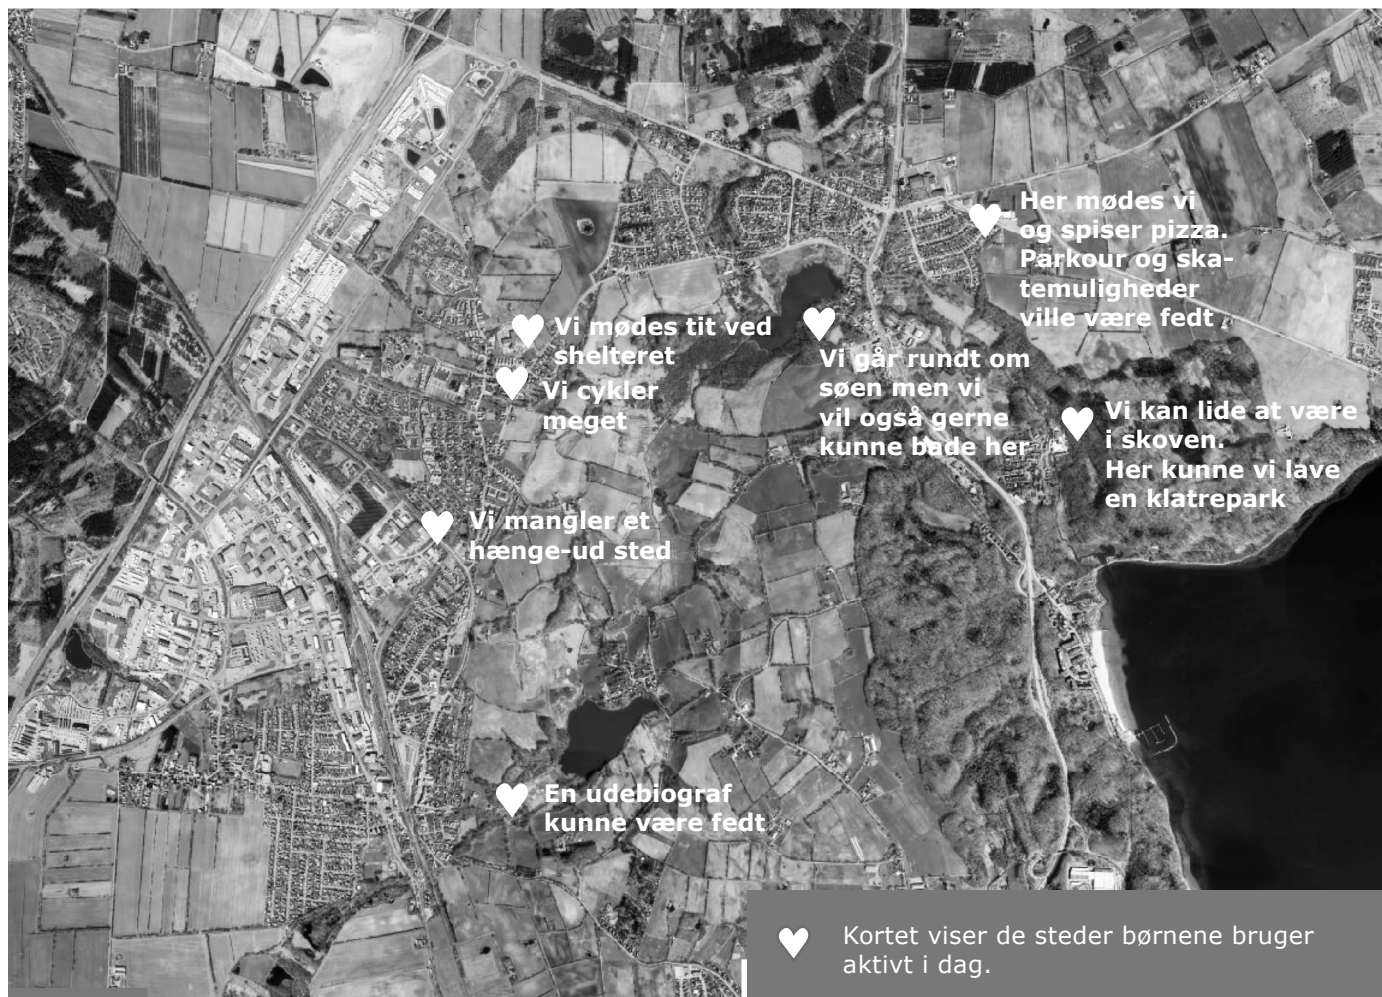 Her mødes vi
og spiser pizza.
Parkour og ska-
temuligheder
ville være fedt
Vi mødes tit ved
shelteret
Vi cykler
meget
Vi går rundt om
søen men vi
vil også gerne
kunne bade her
Vi kan lide at være
i skoven.
Her kunne vi lave
en klatrepark
Vi mangler et
hænge-ud sted
En udebiograf
kunne være fedt
Kortet viser de steder børnene bruger
aktivt i dag.